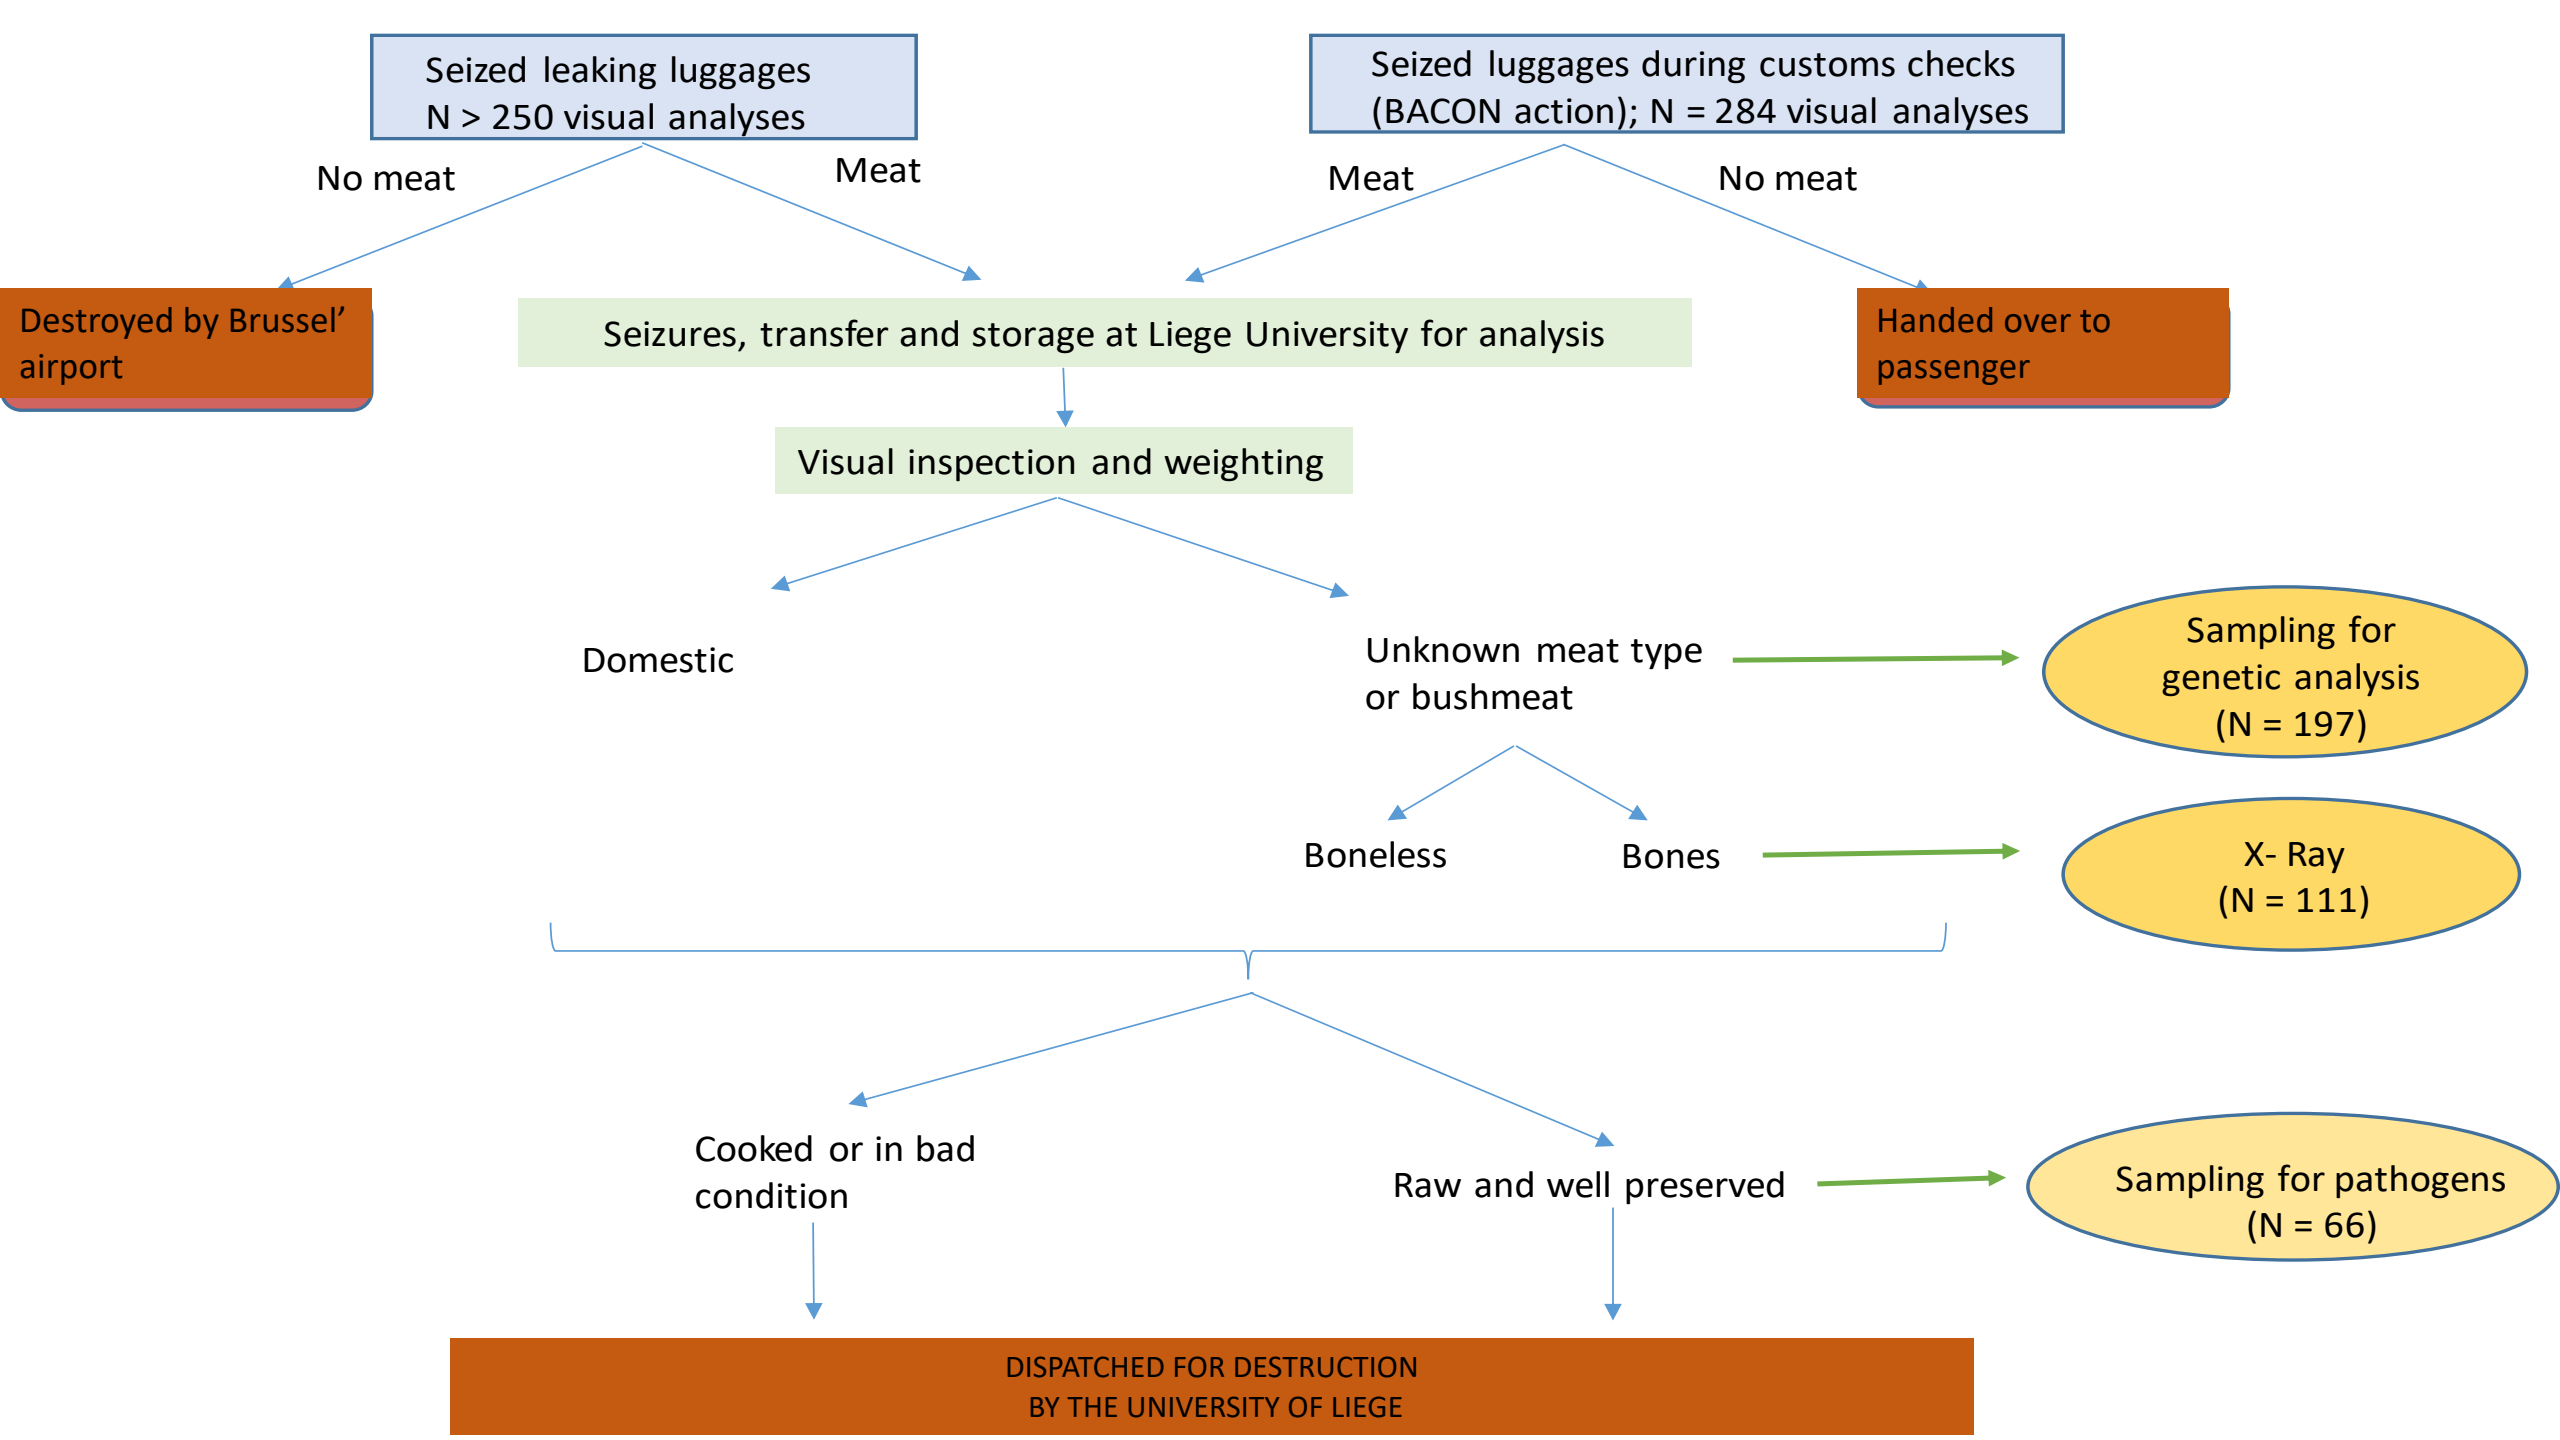 Seized leaking luggages
N > 250 visual analyses
Seized luggages during customs checks
(BACON action); N = 284 visual analyses
No meat
Meat
Meat
No meat
Destroyed by Brussel’
airport
Seizures, transfer and storage at Liege University for analysis
Handed over to
passenger
Visual inspection and weighting
Domestic
Unknown meat type
or bushmeat
Sampling for
genetic analysis
(N = 197)
Boneless
Bones
X- Ray
(N = 111)
Cooked or in bad
condition
Raw and well preserved
Sampling for pathogens
(N = 66)
DISPATCHED FOR DESTRUCTION
BY THE UNIVERSITY OF LIEGE